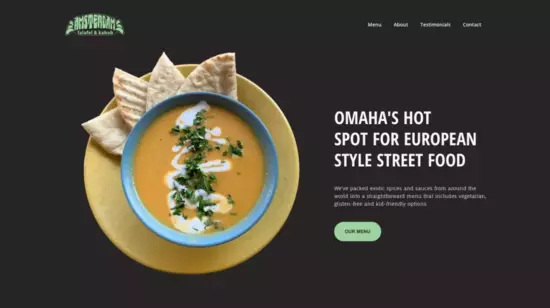 AMSTERDAM
falafel & kabob
Menu About Testimonials Contact
OMAHA'S HOT
SPOT FOR EUROPEAN
STYLE STREET FOOD
We've packed exotic spices and sauces from around the
world into a straightforward menu that includes vegetarian,
gluten-free and kid-friendly options.
OUR MENU